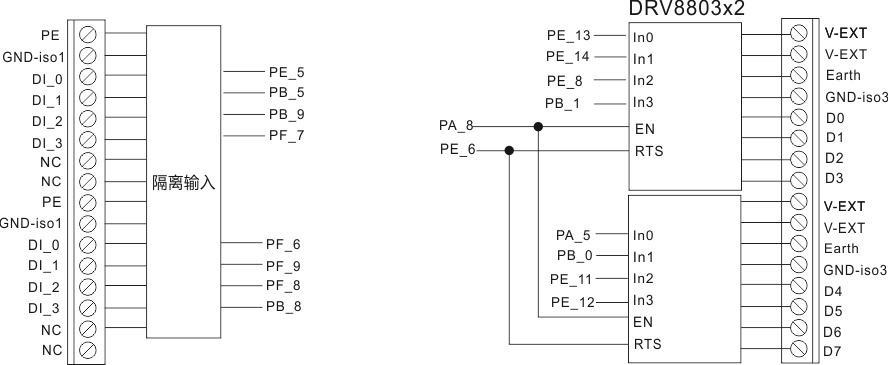 PE
GND-iso1
DI_0
DI_1
DI_2
DI_3
NC
NC
PE
GND-iso1
DI_0
DI_1
DI_2
DI_3
NC
NC
隔离输入
PE_5
PB_5
PB_9
PF_7
PF_6
PF_9
PF_8
PB_8
DRV8803x2
PE_13
PE_14
PE_8
PB_1
PA_8
PE_6
In0
In1
In2
In3
EN
RTS
PA_5
PB_0
PE_11
PE_12
In0
In1
In2
In3
EN
RTS
V-EXT
V-EXT
Earth
GND-iso3
D0
D1
D2
D3
V-EXT
V-EXT
Earth
GND-iso3
D4
D5
D6
D7